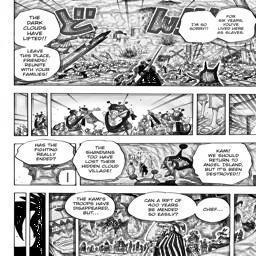 FOR
SIX YEARS,
YOU'VE
LIVED HERE
AS SLAVES.
I'M SO
SORRY!!
THE
DARK
CLOUDS
HAVE
LIFTED!!
LEAVE
THIS PLACE,
FRIENDS!
REUNITE
WITH YOUR
FAMILIES!
KAMI!
WE SHOULD
RETURN TO
ANGEL ISLAND,
BUT IT'S BEEN
DESTROYED!!
THE
SHANDIANS
TOO HAVE
LOST THEIR
HIDDEN CLOUD
VILLAGE!
HAS THE
FIGHTING
REALLY
ENDED?
CHIEF...
CAN A RIFT OF
400 YEARS
BE MENDED
SO EASILY?
THE KAMI'S
TROOPS HAVE
DISAPPEARED,
BUT...